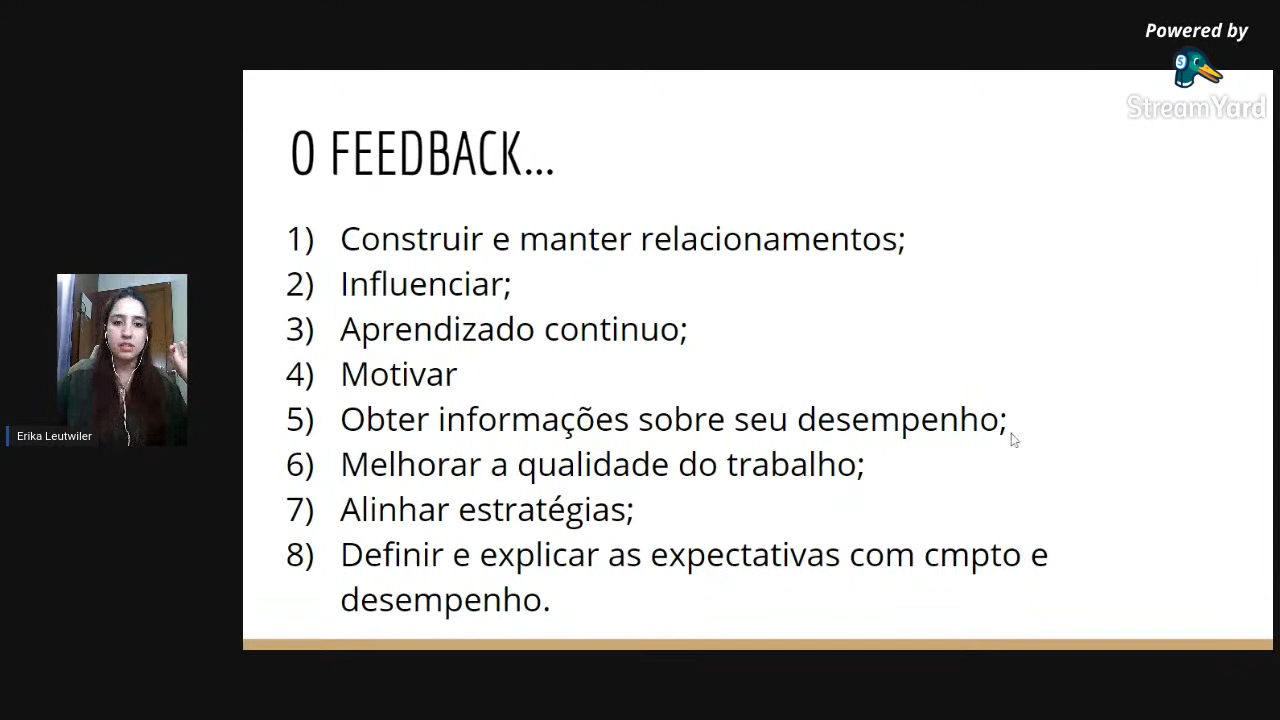 Powered by
StreamYard
O FEEDBACK...
1) Construir e manter relacionamentos;
2) Influenciar;
3) Aprendizado continuo;
4) Motivar
5) Obter informações sobre seu desempenho;
6) Melhorar a qualidade do trabalho;
7) Alinhar estratégias;
8) Definir e explicar as expectativas com cmpto e
desempenho.
Erika Leutwiler